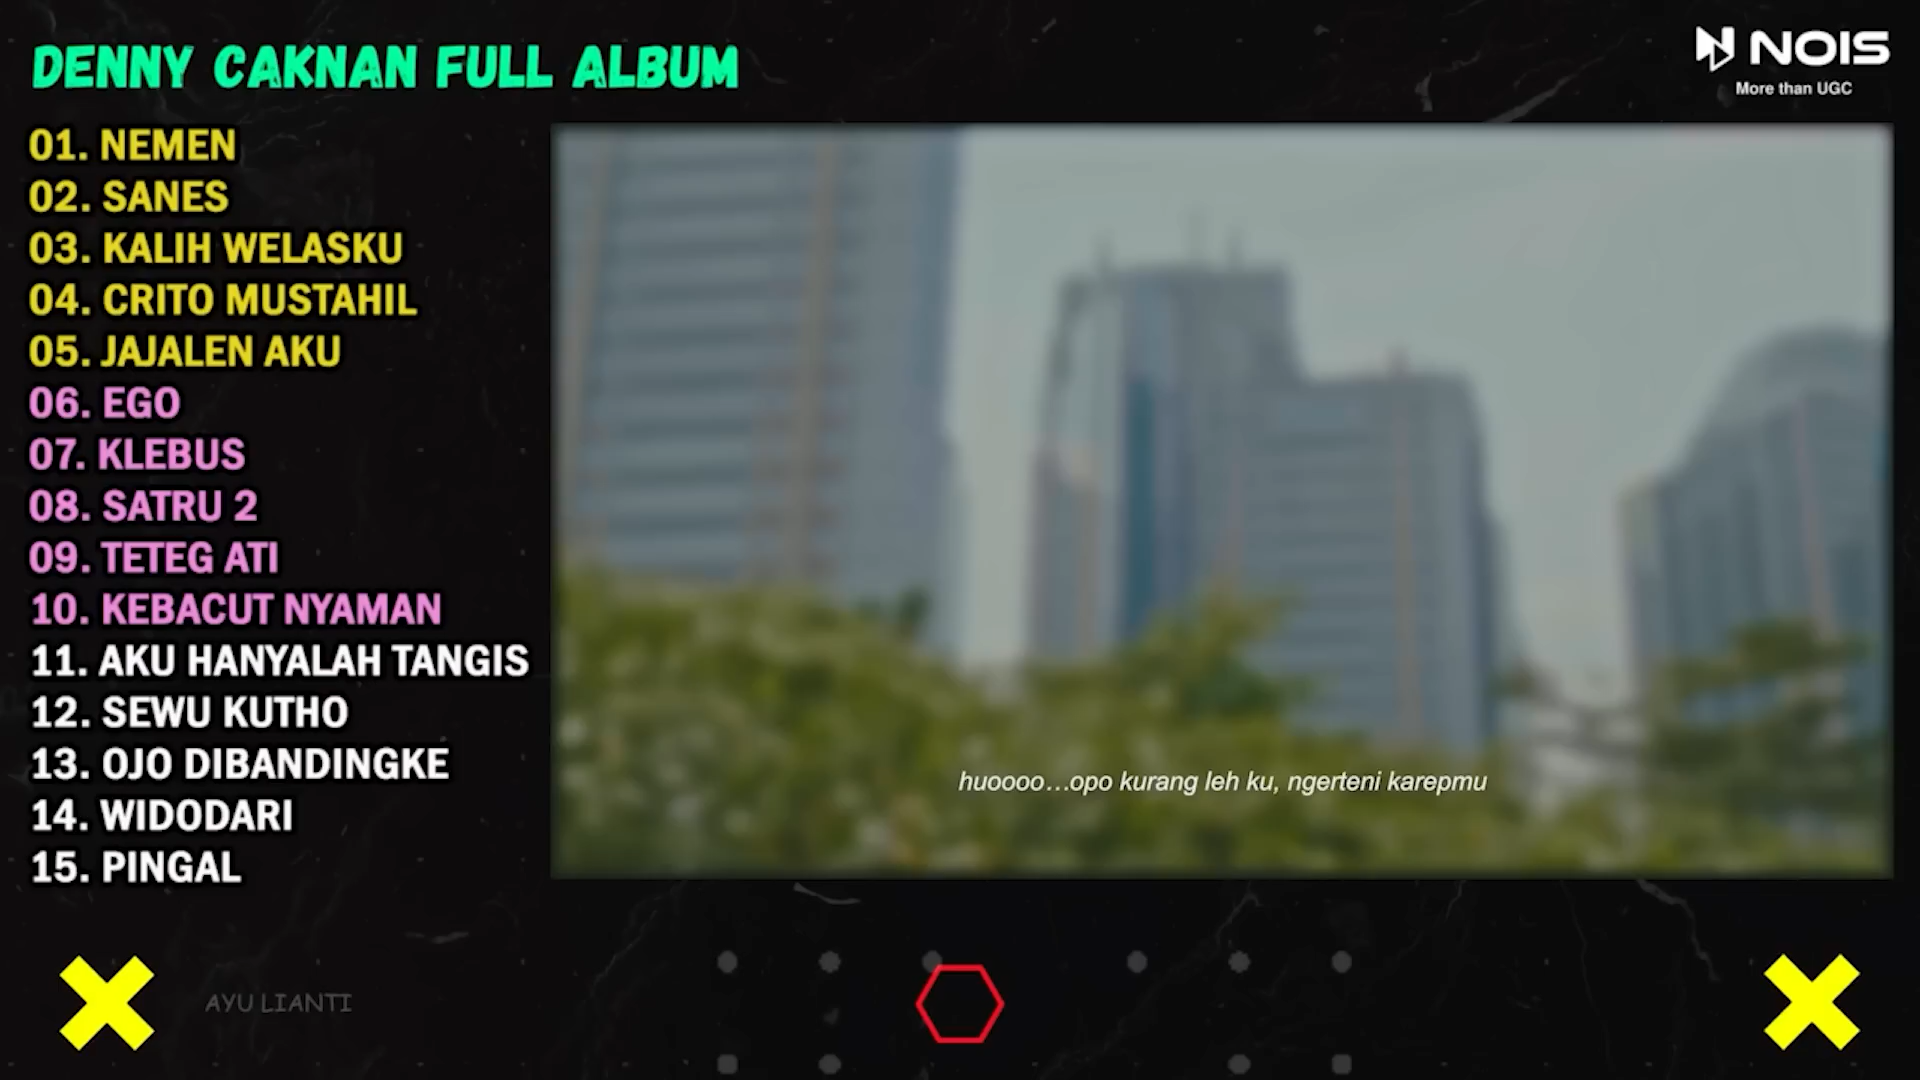 DENNY CAKNAN FULL ALBUM
NOIS
More than UGC
01. NEMEN
02. SANES
03. KALIH WELASKU
04. CRITO MUSTAHIL
05. JAJALEN AKU
06. EGO
07. KLEBUS
08. SATRU 2
09. TETEG ATI
10. KEBACUT NYAMAN
11. AKU HANYALAH TANGIS
12. SEWU KUTHO
13. OJO DIBANDINGKE
14. WIDODARI
15. PINGAL
huoooo...opo kurang leh ku, ngerteni karepmu
AYU LIANTI